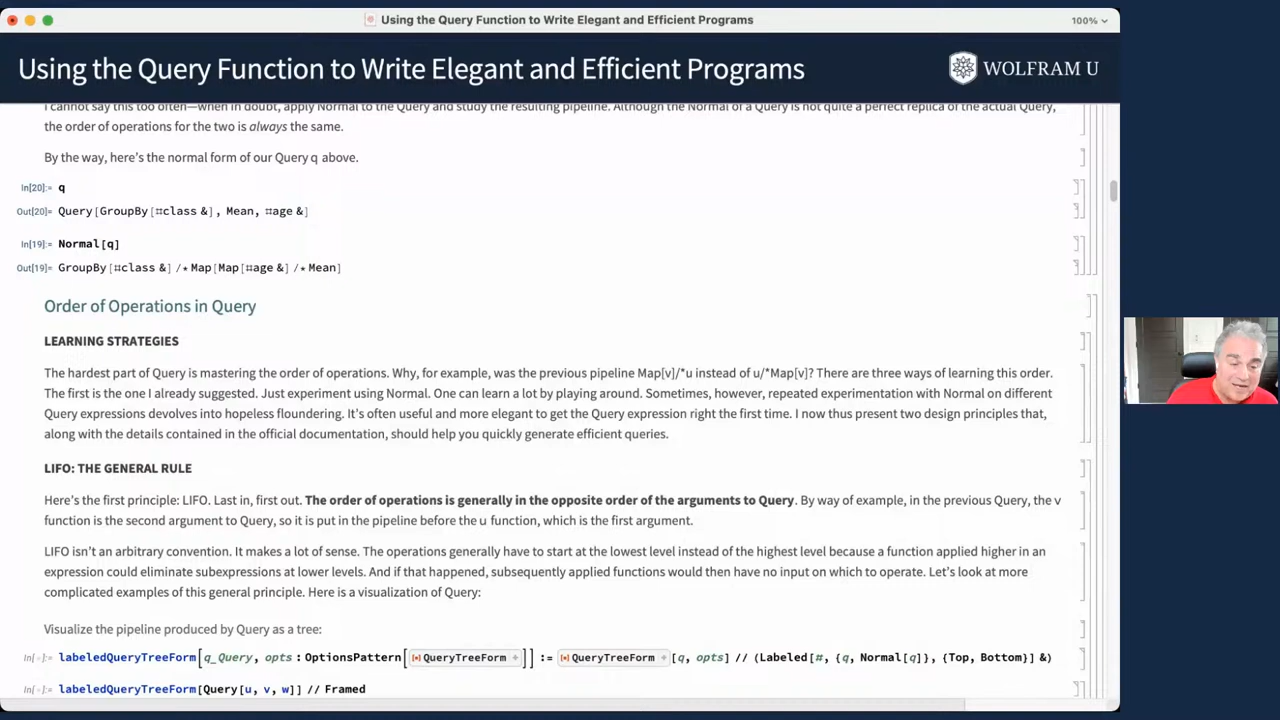 Using the Query Function to Write Elegant and Efficient Programs
100%
Using the Query Function to Write Elegant and Efficient Programs
WOLFRAM U
I cannot say this too often—when in doubt, apply Normal to the Query and study the resulting pipeline. Although the Normal of a Query is not quite a perfect replica of the actual Query,
the order of operations for the two is always the same.
By the way, here's the normal form of our Query q above.
In[20]:= q
Out[20]= Query[GroupBy[#class &], Mean, #age &]
In[19]:= Normal[q]
Out[19]= GroupBy[#class &] /* Map[Map[#age &] /* Mean]
Order of Operations in Query
LEARNING STRATEGIES
The hardest part of Query is mastering the order of operations. Why, for example, was the previous pipeline Map[v]/*u instead of u/*Map[v]? There are three ways of learning this order.
The first is the one I already suggested. Just experiment using Normal. One can learn a lot by playing around. Sometimes, however, repeated experimentation with Normal on different
Query expressions devolves into hopeless floundering. It's often useful and more elegant to get the Query expression right the first time. I now thus present two design principles that,
along with the details contained in the official documentation, should help you quickly generate efficient queries.
LIFO: THE GENERAL RULE
Here's the first principle: LIFO. Last in, first out. The order of operations is generally in the opposite order of the arguments to Query. By way of example, in the previous Query, the v
function is the second argument to Query, so it is put in the pipeline before the u function, which is the first argument.
LIFO isn't an arbitrary convention. It makes a lot of sense. The operations generally have to start at the lowest level instead of the highest level because a function applied higher in an
expression could eliminate subexpressions at lower levels. And if that happened, subsequently applied functions would then have no input on which to operate. Let's look at more
complicated examples of this general principle. Here is a visualization of Query:
Visualize the pipeline produced by Query as a tree:
In[ ]:= labeledQueryTreeForm[q_Query, opts : OptionsPattern[QueryTreeForm +]] := QueryTreeForm + [q, opts] // (Labeled[#, {q, Normal[q]}, {Top, Bottom}] &)
In[ ]:= labeledQueryTreeForm[Query[u, v, w]] // Framed